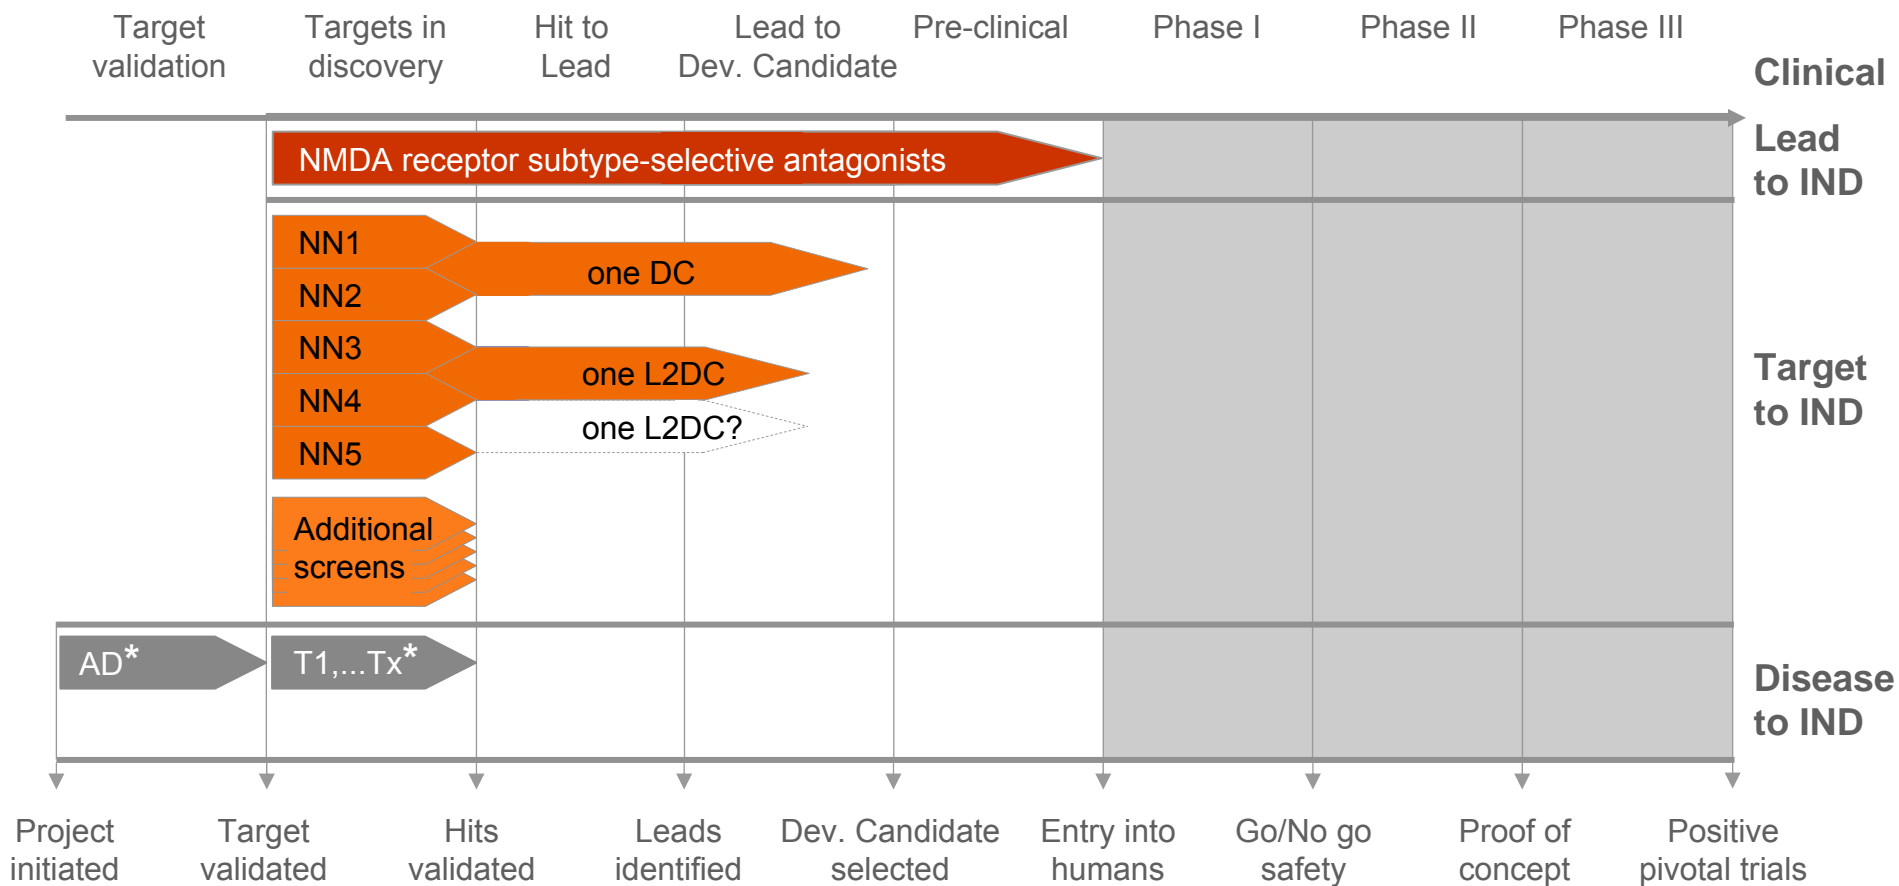 Target
validation
Targets in
discovery
Hit to
Lead
Lead to
Dev. Candidate
Pre-clinical
Phase I
Phase II
Phase III
Clinical
NMDA receptor subtype-selective antagonists
Lead
to IND
NN1
NN2
one DC
NN3
NN4
one L2DC
one L2DC?
NN5
Target
to IND
Additional
screens
AD*
T1,...Tx*
Disease
to IND
Project
initiated
Target
validated
Hits
validated
Leads
identified
Dev. Candidate
selected
Entry into
humans
Go/No go
safety
Proof of
concept
Positive
pivotal trials